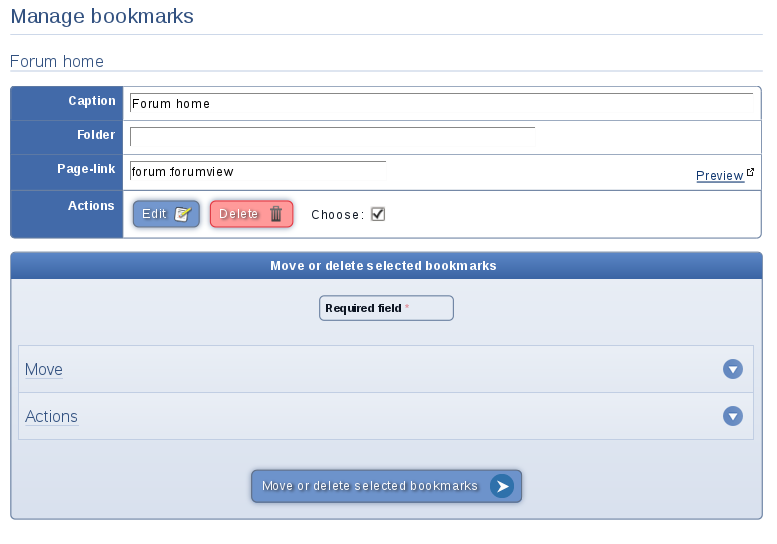 Manage bookmarks
Forum home
Caption Forum home
Folder
Page-link forum:forumview Preview
Actions Edit Delete Choose:
Move or delete selected bookmarks
Required field *
Move
Actions
Move or delete selected bookmarks